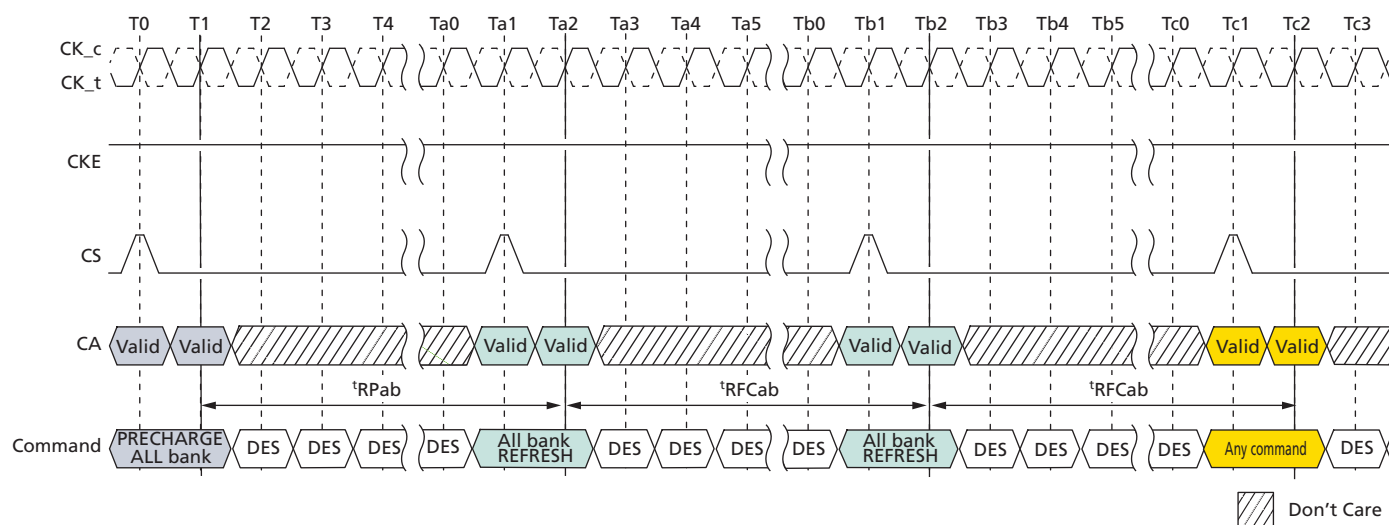 T0 T1 T2 T3 T4 Ta0 Ta1 Ta2 Ta3 Ta4 Ta5 Tb0 Tb1 Tb2 Tb3 Tb4 Tb5 Tc0 Tc1 Tc2 Tc3
CK_c
CK_t
CKE
CS
CA Valid Valid Valid Valid Valid Valid Valid Valid
tRPab tRFCab tRFCab
Command PRECHARGE ALL bank DES DES DES DES All bank REFRESH DES DES DES DES All bank REFRESH DES DES DES DES Any command DES
Don't Care